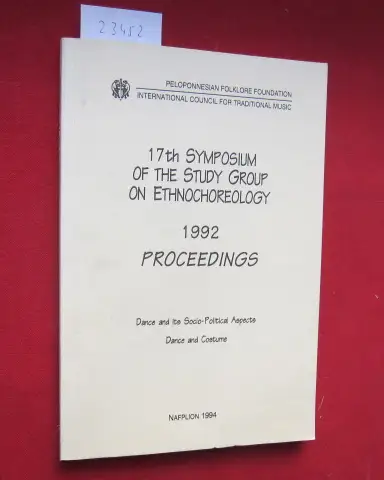 23452
PELOPONNESIAN FOLKLORE FOUNDATION
INTERNATIONAL COUNCIL FOR TRADITIONAL MUSIC
17th SYMPOSIUM
OF THE STUDY GROUP
ON ETHNOCHOREOLOGY
1992
PROCEEDINGS
Dance and Its Socio-Political Aspects
Dance and Costume
NAFPLION 1994